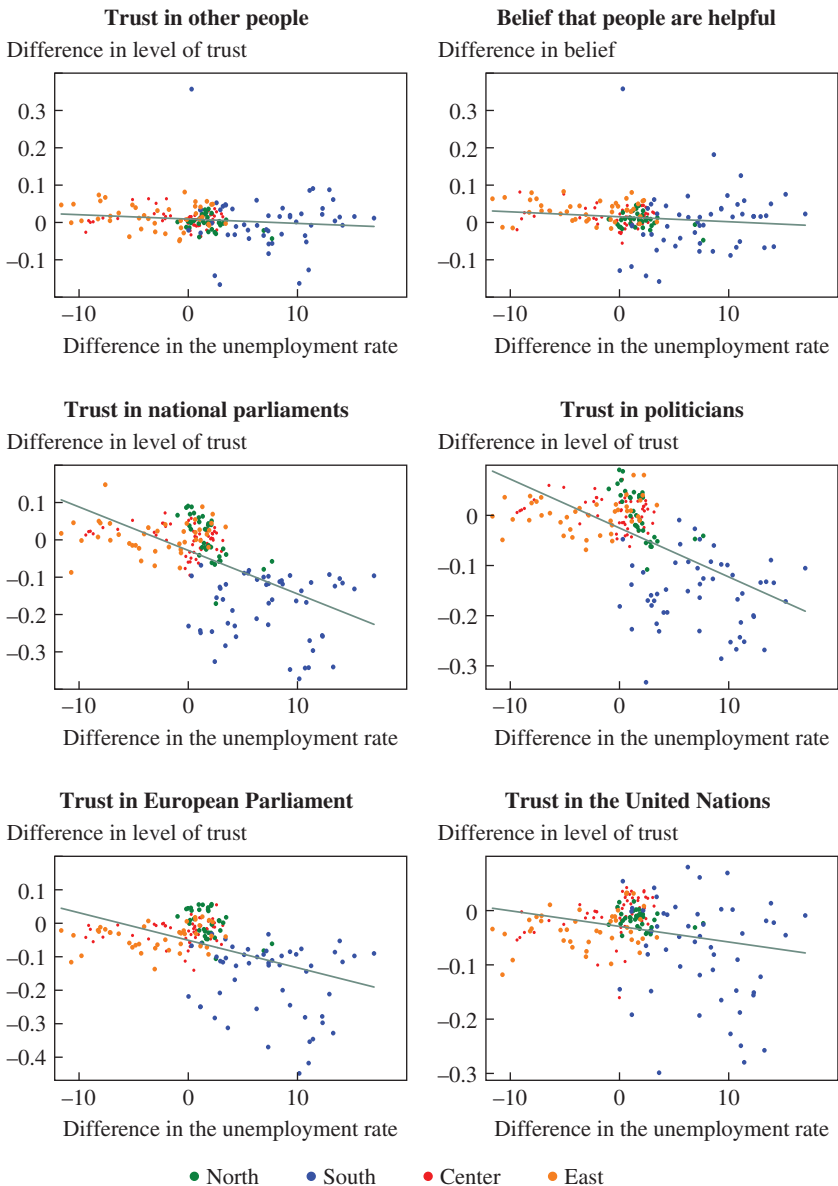 Trust in other people
Difference in level of trust
0.3
0.2
0.1
0
–0.1
–10 0 10
Difference in the unemployment rate
Belief that people are helpful
Difference in belief
0.3
0.2
0.1
0
–0.1
–10 0 10
Difference in the unemployment rate
Trust in national parliaments
Difference in level of trust
0.1
0
–0.1
–0.2
–0.3
–10 0 10
Difference in the unemployment rate
Trust in politicians
Difference in level of trust
0
–0.1
–0.2
–0.3
–10 0 10
Difference in the unemployment rate
Trust in European Parliament
Difference in level of trust
0.1
0
–0.1
–0.2
–0.3
–0.4
–10 0 10
Difference in the unemployment rate
Trust in the United Nations
Difference in level of trust
0
–0.1
–0.2
–0.3
–10 0 10
Difference in the unemployment rate
North South Center East